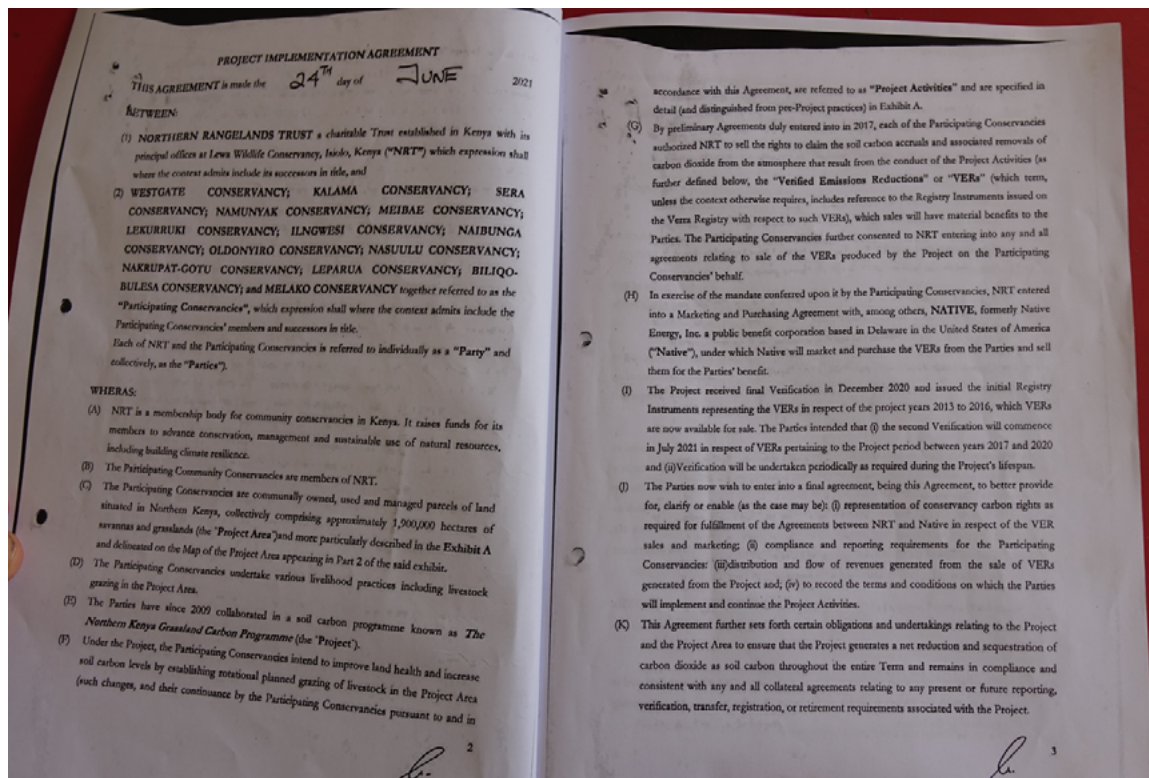 PROJECT IMPLEMENTATION AGREEMENT
THIS AGREEMENT is made the 24TH day of JUNE 2021
BETWEEN:
(1) NORTHERN RANGELANDS TRUST a charitable Trust established in Kenya with its
principal offices at Lewa Wildlife Conservancy, Isiolo, Kenya ("NRT") which expression shall
where the context admits include its successors in title, and
(2) WESTGATE CONSERVANCY; KALAMA CONSERVANCY; SERA
CONSERVANCY; NAMUNYAK CONSERVANCY; MEIBAE CONSERVANCY;
LEKURRUKI CONSERVANCY; ILNGWESI CONSERVANCY; NAIBUNGA
CONSERVANCY; OLDONYIRO CONSERVANCY; NASUULU CONSERVANCY;
NAKRUPAT-GOTU CONSERVANCY; LEPARUA CONSERVANCY; BILIQO-
BULESA CONSERVANCY; and MELAKO CONSERVANCY together referred to as the
"Participating Conservancies", which expression shall where the context admits include the
Participating Conservancies' members and successors in title.
Each of NRT and the Participating Conservancies is referred to individually as a "Party" and
collectively, as the "Parties").
WHERAS:
(A) NRT is a membership body for community conservancies in Kenya. It raises funds for its
members to advance conservation, management and sustainable use of natural resources,
including building climate resilience.
(B) The Participating Community Conservancies are members of NRT.
(C) The Participating Conservancies are communally owned, used and managed parcels of land
situated in Northern Kenya, collectively comprising approximately 1,900,000 hectares of
savannas and grasslands (the "Project Area")and more particularly described in the Exhibit A
and delineated on the Map of the Project Area appearing in Part 2 of the said exhibit.
(D) The Participating Conservancies undertake various livelihood practices including livestock
grazing in the Project Area.
(E) The Parties have since 2009 collaborated in a soil carbon programme known as The
Northern Kenya Grassland Carbon Programme (the "Project").
(F) Under the Project, the Participating Conservancies intend to improve land health and increase
soil carbon levels by establishing rotational planned grazing of livestock in the Project Area
(such changes, and their continuance by the Participating Conservancies pursuant to and in
2
accordance with this Agreement, are referred to as "Project Activities" and are specified in
detail (and distinguished from pre-Project practices) in Exhibit A.
(G) By preliminary Agreements duly entered into in 2017, each of the Participating Conservancies
authorized NRT to sell the rights to claim the soil carbon accruals and associated removals of
carbon dioxide from the atmosphere that result from the conduct of the Project Activities (as
further defined below, the "Verified Emissions Reductions" or "VERs" (which term,
unless the context otherwise requires, includes reference to the Registry Instruments issued on
the Verra Registry with respect to such VERs), which sales will have material benefits to the
Parties. The Participating Conservancies further consented to NRT entering into any and all
agreements relating to sale of the VERs produced by the Project on the Participating
Conservancies' behalf.
(H) In exercise of the mandate conferred upon it by the Participating Conservancies, NRT entered
into a Marketing and Purchasing Agreement with, among others, NATIVE, formerly Native
Energy, Inc. a public benefit corporation based in Delaware in the United States of America
("Native"), under which Native will market and purchase the VERs from the Parties and sell
them for the Parties' benefit.
(I) The Project received final Verification in December 2020 and issued the initial Registry
Instruments representing the VERs in respect of the project years 2013 to 2016, which VERs
are now available for sale. The Parties intended that (i) the second Verification will commence
in July 2021 in respect of VERs pertaining to the Project period between years 2017 and 2020
and (ii)Verification will be undertaken periodically as required during the Project's lifespan.
(J) The Parties now wish to enter into a final agreement, being this Agreement, to better provide
for, clarify or enable (as the case may be): (i) representation of conservancy carbon rights as
required for fulfillment of the Agreements between NRT and Native in respect of the VER
sales and marketing; (ii) compliance and reporting requirements for the Participating
Conservancies: (iii)distribution and flow of revenues generated from the sale of VERs
generated from the Project and; (iv) to record the terms and conditions on which the Parties
will implement and continue the Project Activities.
(K) This Agreement further sets forth certain obligations and undertakings relating to the Project
and the Project Area to ensure that the Project generates a net reduction and sequestration of
carbon dioxide as soil carbon throughout the entire Term and remains in compliance and
consistent with any and all collateral agreements relating to any present or future reporting,
verification, transfer, registration, or retirement requirements associated with the Project.
3